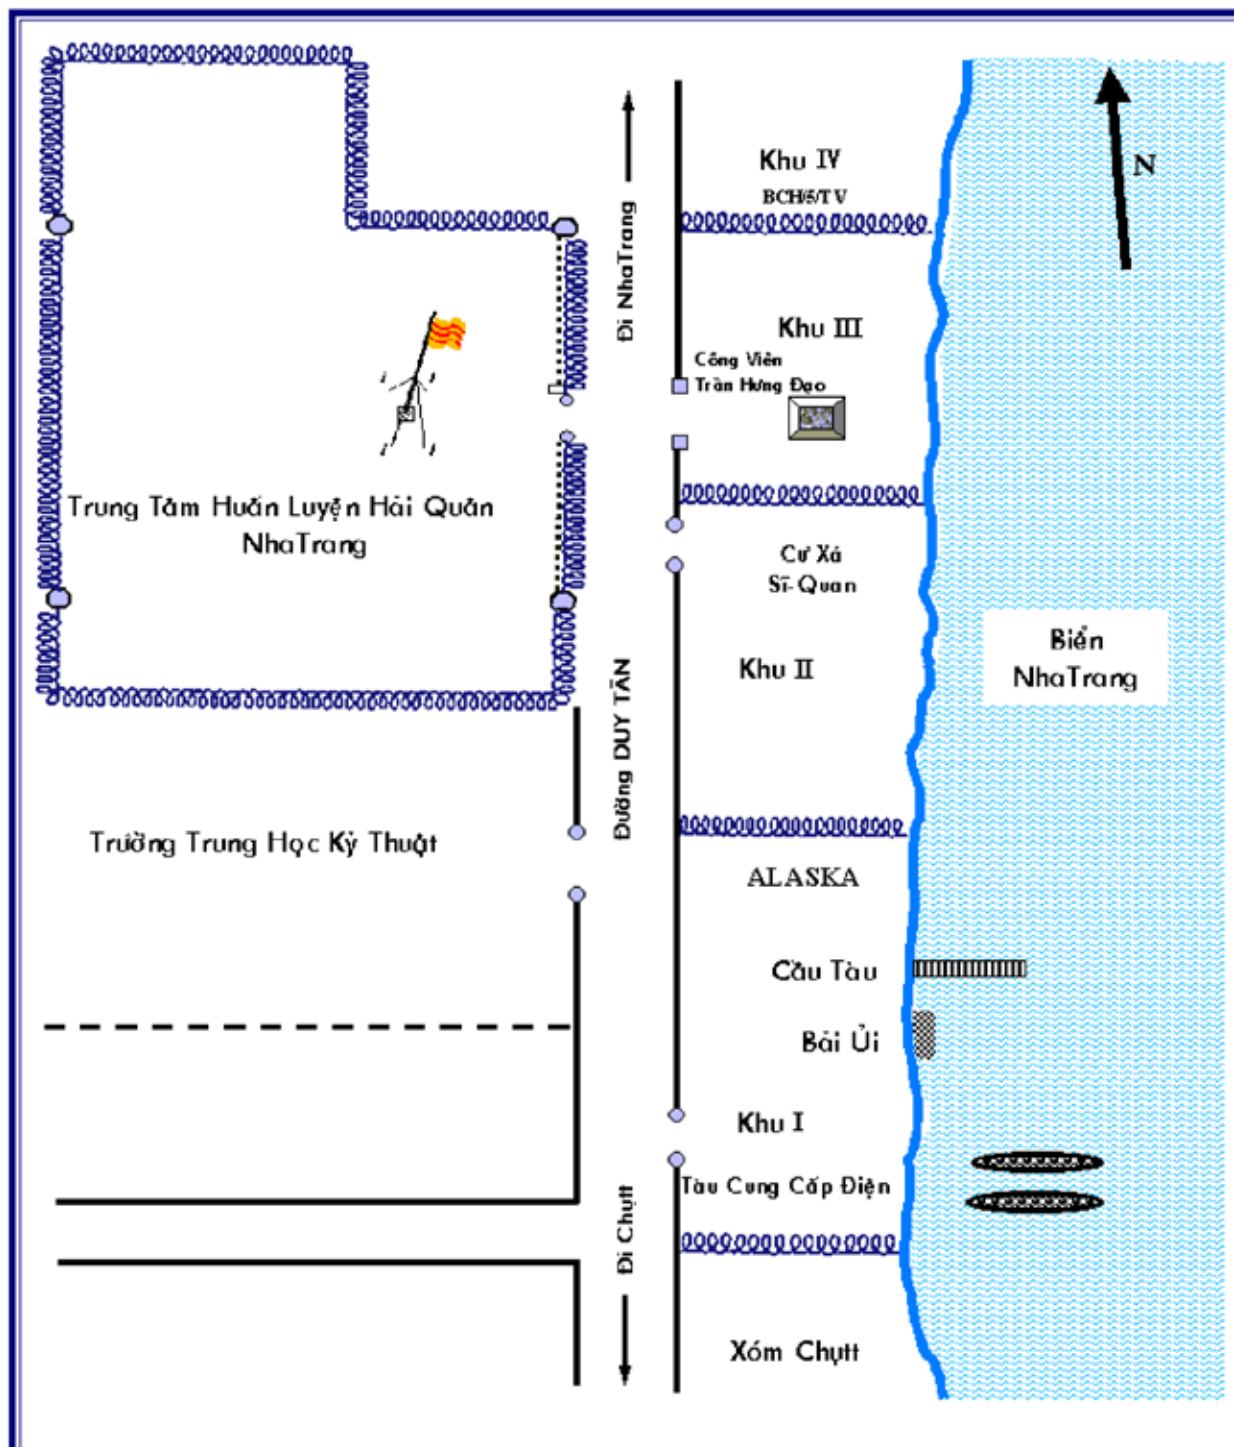 Khu IV
BCH/5/TV
N
Đi NhaTrang
Khu III
Công Viên
Trần Hưng Đạo
Trung Tâm Huấn Luyện Hải Quân
NhaTrang
Cư Xá
Sĩ-Quan
Biển
NhaTrang
Khu II
Đường DUY TÂN
Trường Trung Học Kỹ Thuật
ALASKA
Cầu Tàu
Bãi Ủi
Khu I
Tàu Cung Cấp Điện
Đi Chụtt
Xóm Chụtt